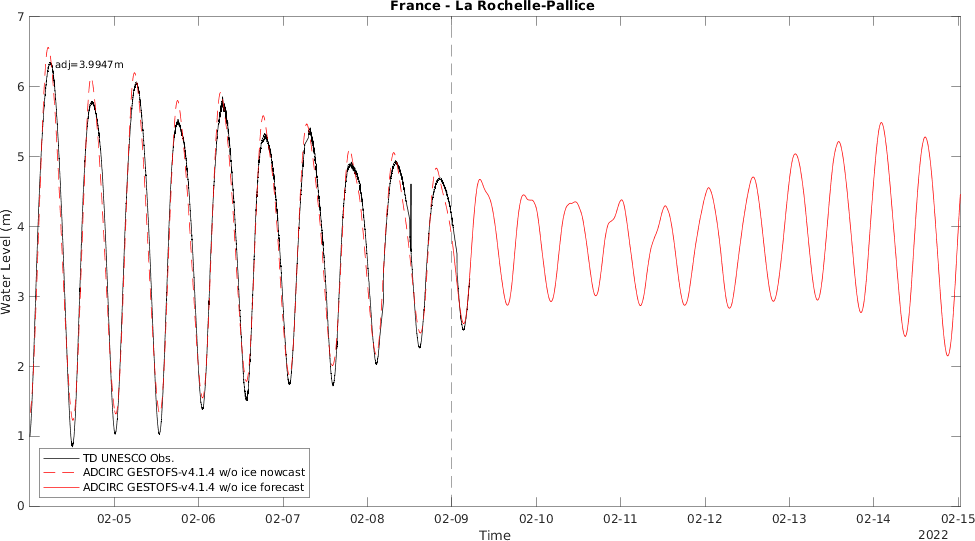 France - La Rochelle-Pallice
7
6
5
4
3
2
1
0
Water Level (m)
adj=3.9947m
TD UNESCO Obs.
ADCIRC GESTOFS-v4.1.4 w/o ice nowcast
ADCIRC GESTOFS-v4.1.4 w/o ice forecast
02-05 02-06 02-07 02-08 02-09 02-10 02-11 02-12 02-13 02-14 02-15
Time
2022